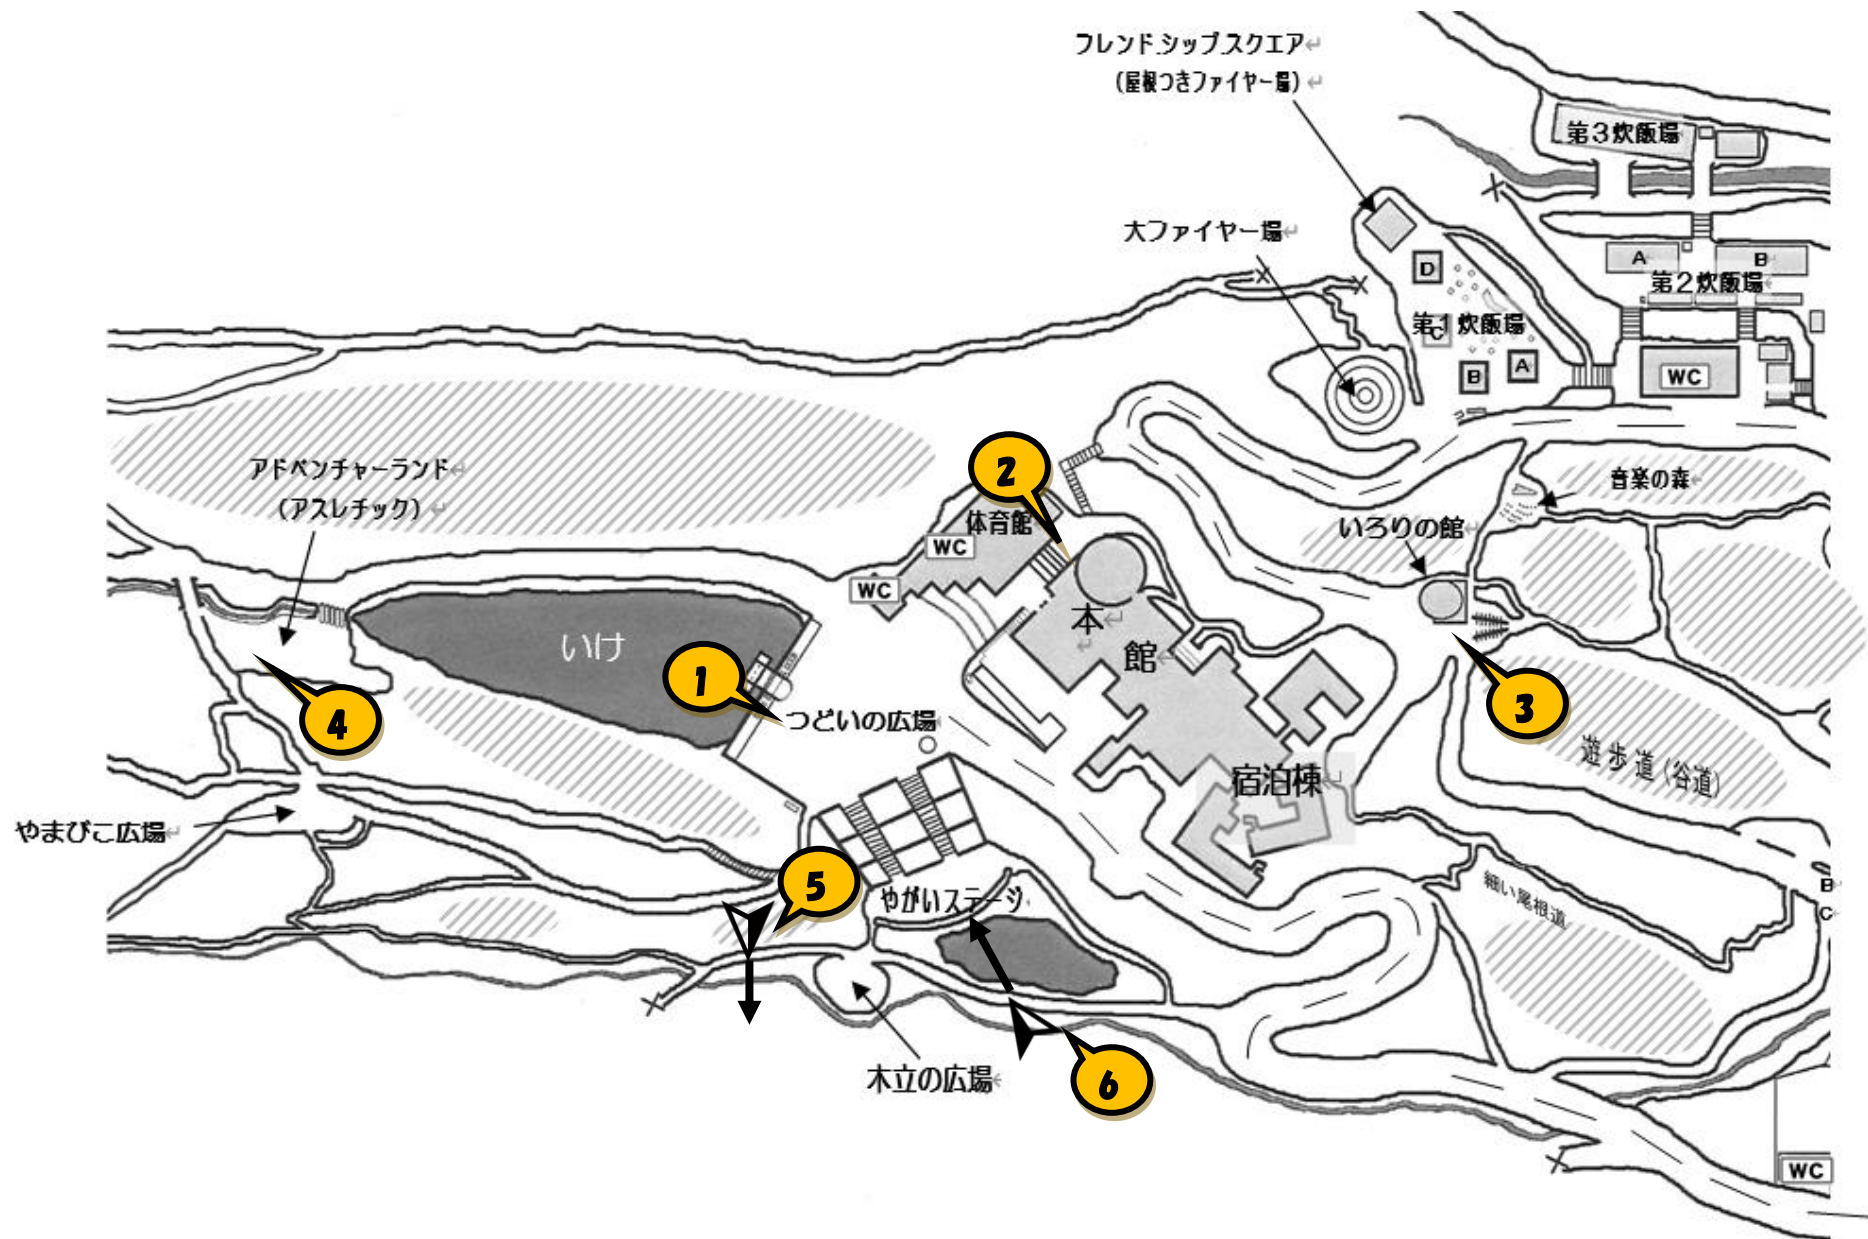 フレンドシップスクエア
（屋根つきファイヤー場）
第3炊飯場
大ファイヤー場
A
B
第2炊飯場
D
第1炊飯場
C
B
A
WC
アドベンチャーランド
（アスレチック）
2
体育館
WC
WC
音楽の森
いろりの館
いけ
本
館
1
つどいの広場
3
4
宿泊棟
遊歩道（谷道）
やまびこ広場
5
やがいステージ
細い尾根道
B
C
木立の広場
6
WC